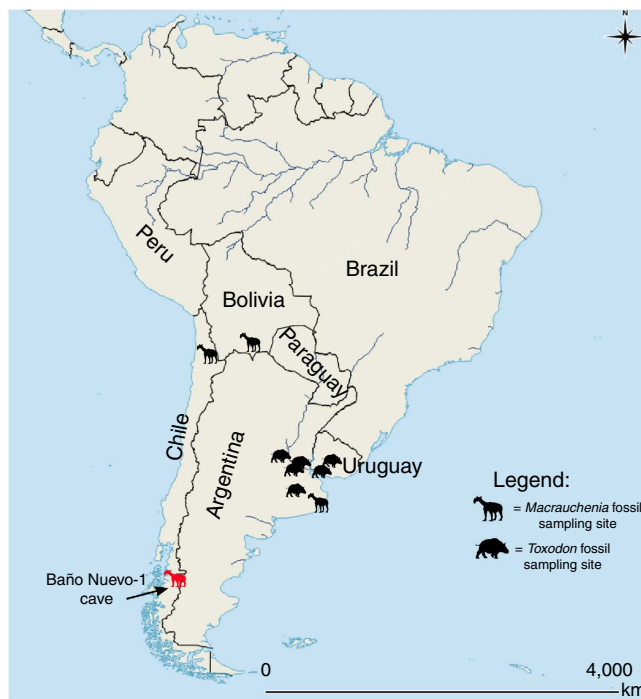 N
Peru
Brazil
Bolivia
Paraguay
Chile
Argentina
Uruguay
Legend:
= Macrauchenia fossil
sampling site
= Toxodon fossil
sampling site
Baño Nuevo-1
cave
0 4,000
km